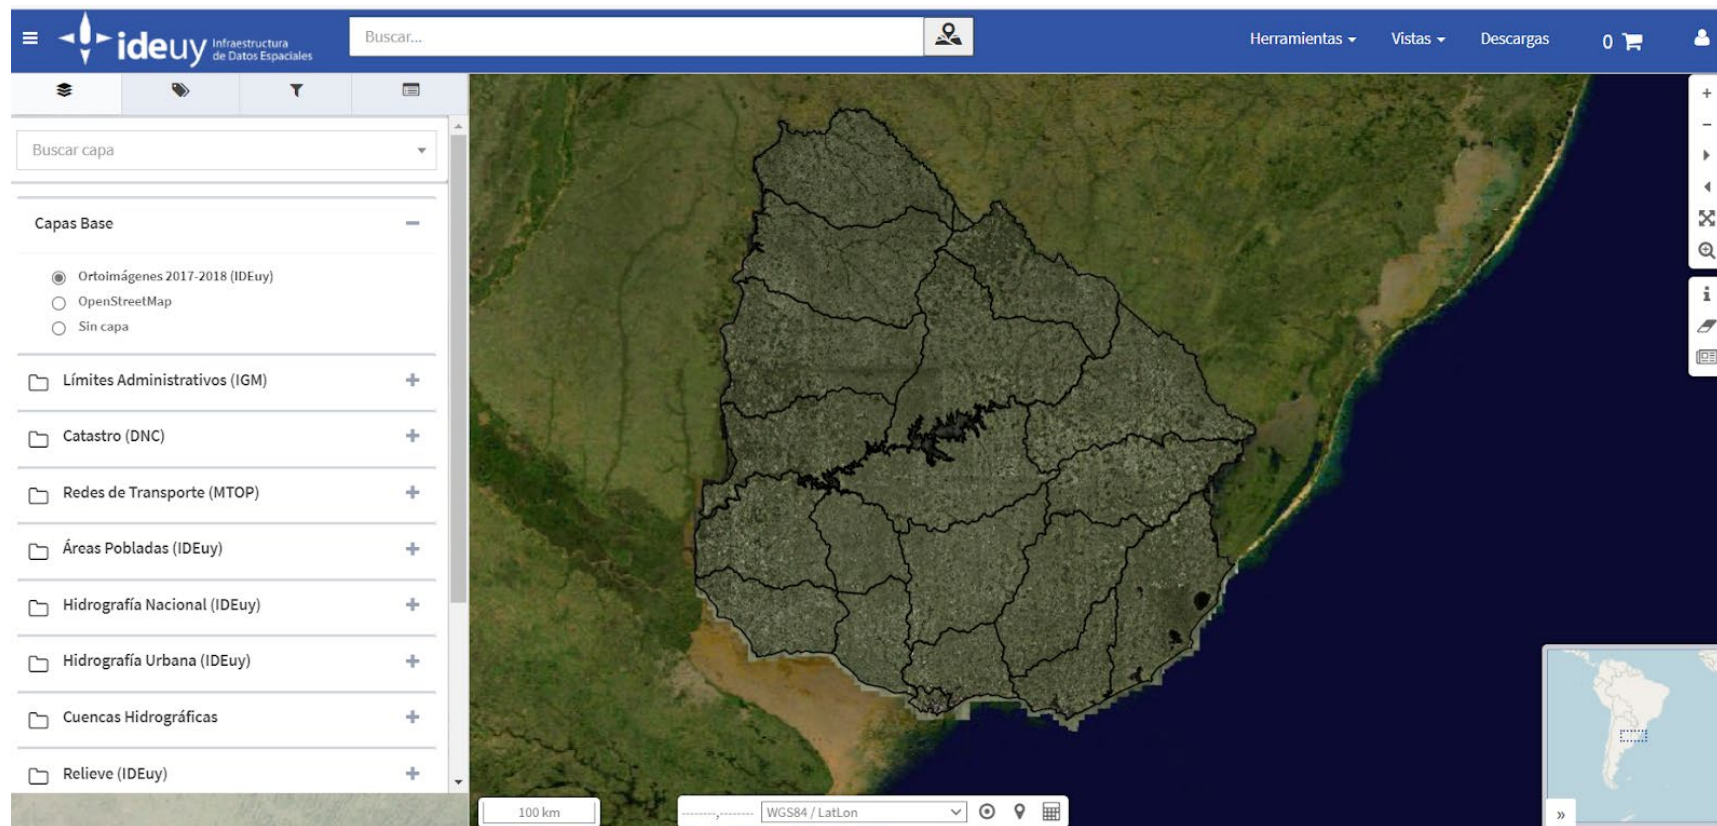 ideuy Infraestructura
de Datos Espaciales
Buscar...
Herramientas
Vistas
Descargas
0
Buscar capa
Capas Base
Ortoimágenes 2017-2018 (IDEuy)
OpenStreetMap
Sin capa
Límites Administrativos (IGM)
Catastro (DNC)
Redes de Transporte (MTOP)
Áreas Pobladas (IDEuy)
Hidrografía Nacional (IDEuy)
Hidrografía Urbana (IDEuy)
Cuencas Hidrográficas
Relieve (IDEuy)
100 km
--------,-------- WGS84 / LatLon
»